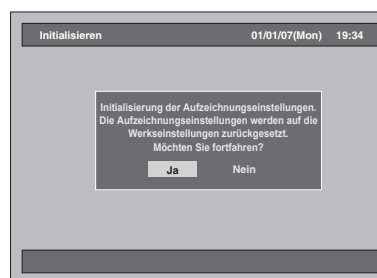 Initialisieren 01/01/07(Mon) 19:34
Initialisierung der Aufzeichnungseinstellungen.
Die Aufzeichnungseinstellungen werden auf die
Werkseinstellungen zurückgesetzt.
Möchten Sie fortfahren?
Ja Nein